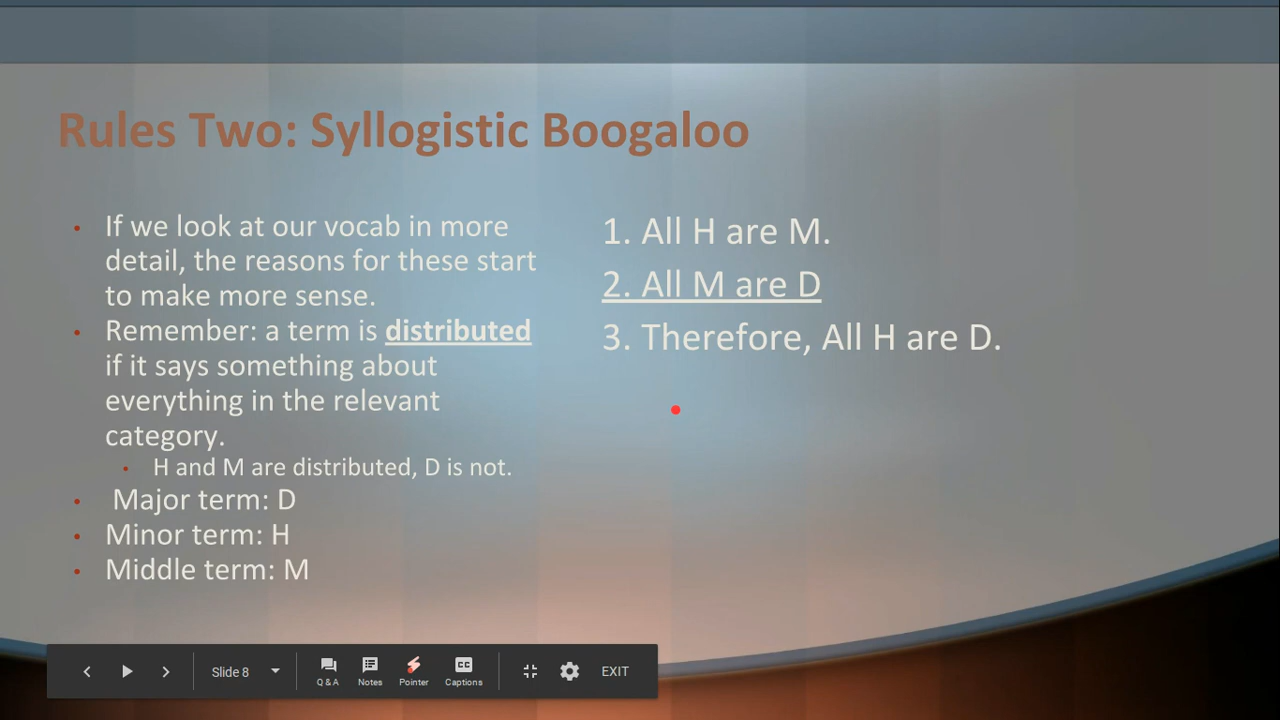 Rules Two: Syllogistic Boogaloo
If we look at our vocab in more
detail, the reasons for these start
to make more sense.
Remember: a term is distributed
if it says something about
everything in the relevant
category.
H and M are distributed, D is not.
Major term: D
Minor term: H
Middle term: M
1. All H are M.
2. All M are D
3. Therefore, All H are D.
Slide 8
Q & A
Notes
Pointer
CC
Captions
EXIT